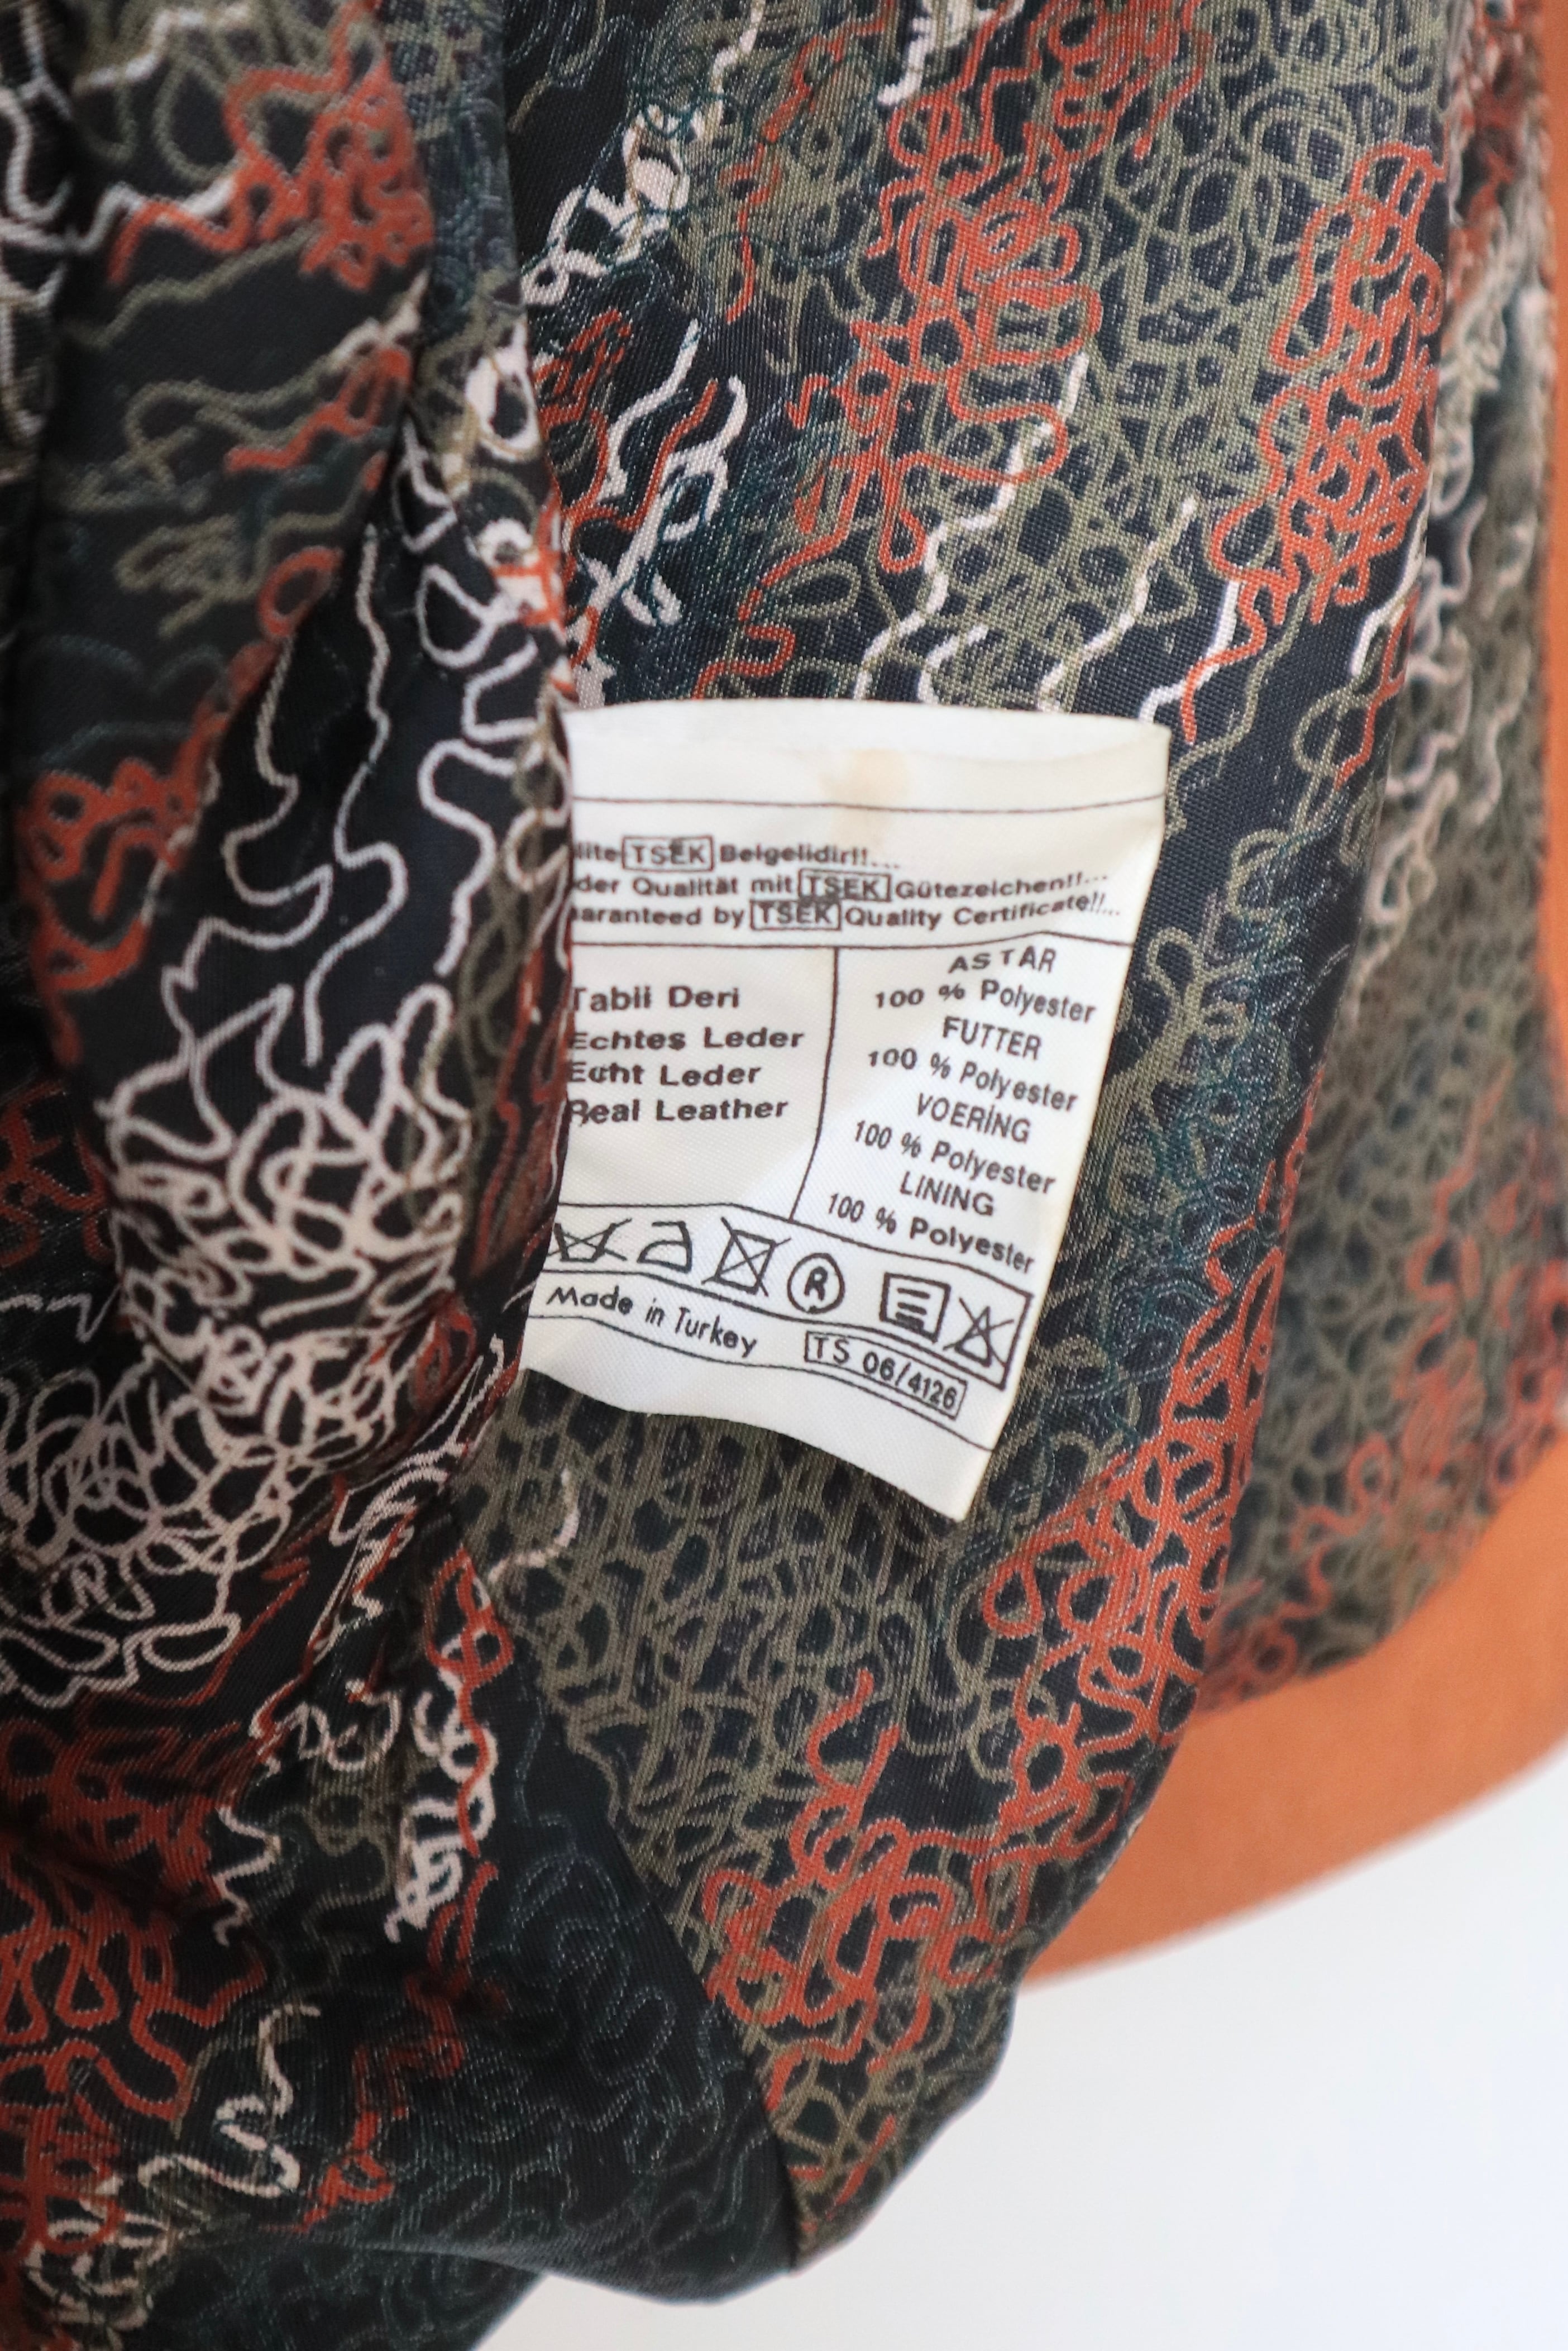 TSEK Belgelidir!!...
der Qualität mit TSEK Gütezeichen!!...
by TSEK Quality Certificate!!...
Tabii Deri
Echtes Leder
Echt Leder
Real Leather
ASTAR
100 % Polyester
FUTTER
100 % Polyester
VOERİNG
100 % Polyester
LINING
100 % Polyester
R
Made in Turkey
TS 06/4126